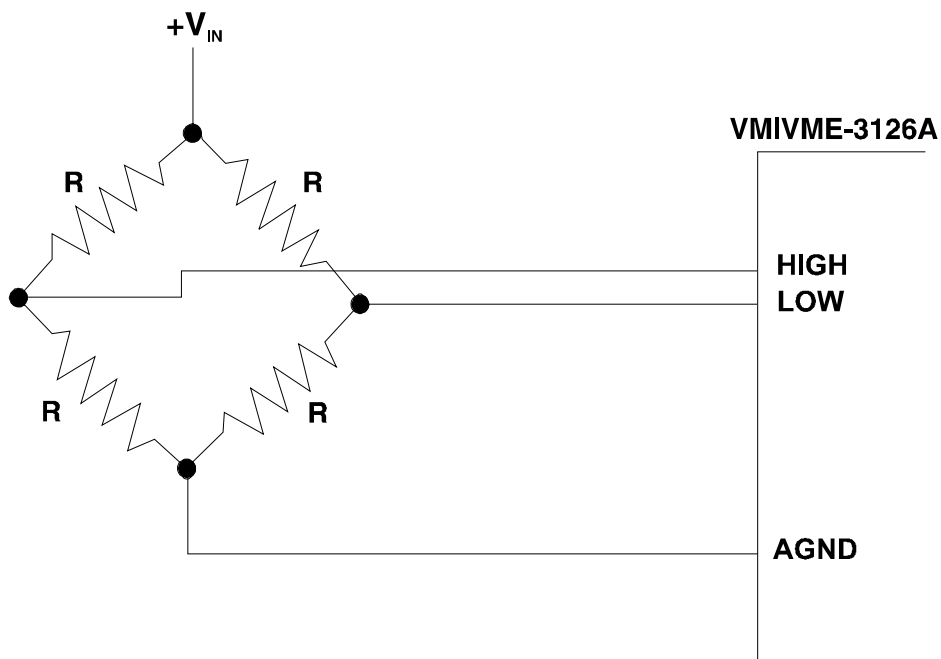 +VIN
VMIVME-3126A
R
R
HIGH
LOW
R
R
AGND